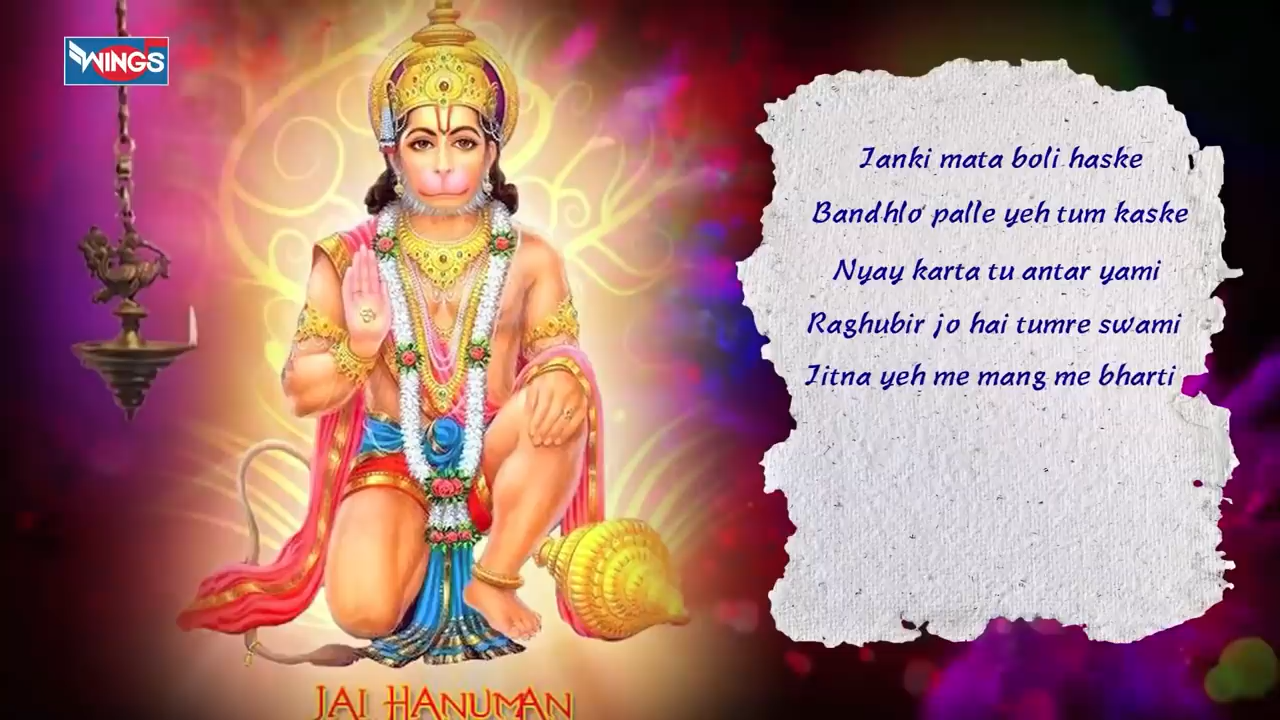 WINGS
Janki mata boli haske
Bandhlo palle yeh tum kaske
Nyay karta tu antar yami
Raghubir jo hai tumre swami
Jitna yeh me mang me bharti
JAI HANUMAN